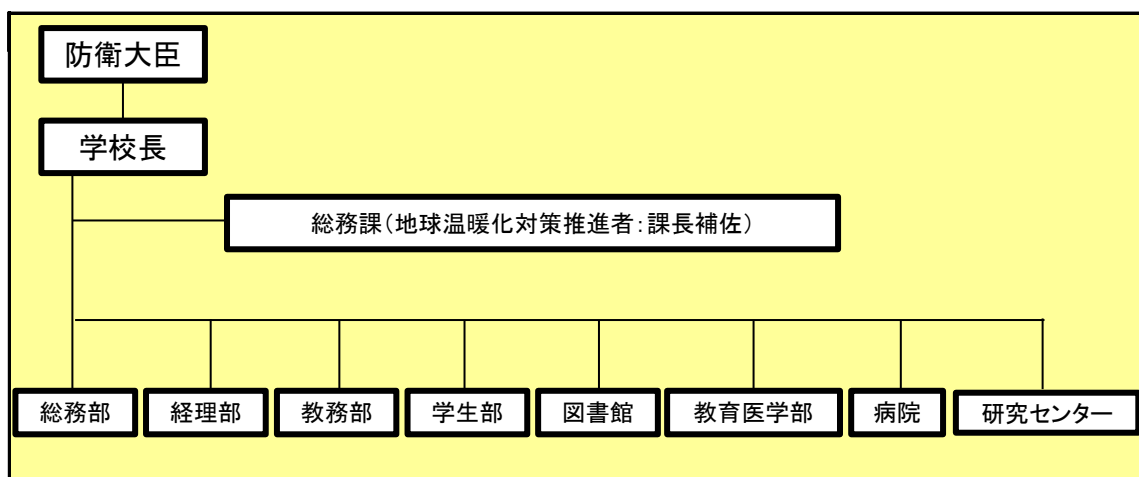 防衛大臣
学校長
総務課（地球温暖化対策推進者：課長補佐）
総務部
経理部
教務部
学生部
図書館
教育医学部
病院
研究センター